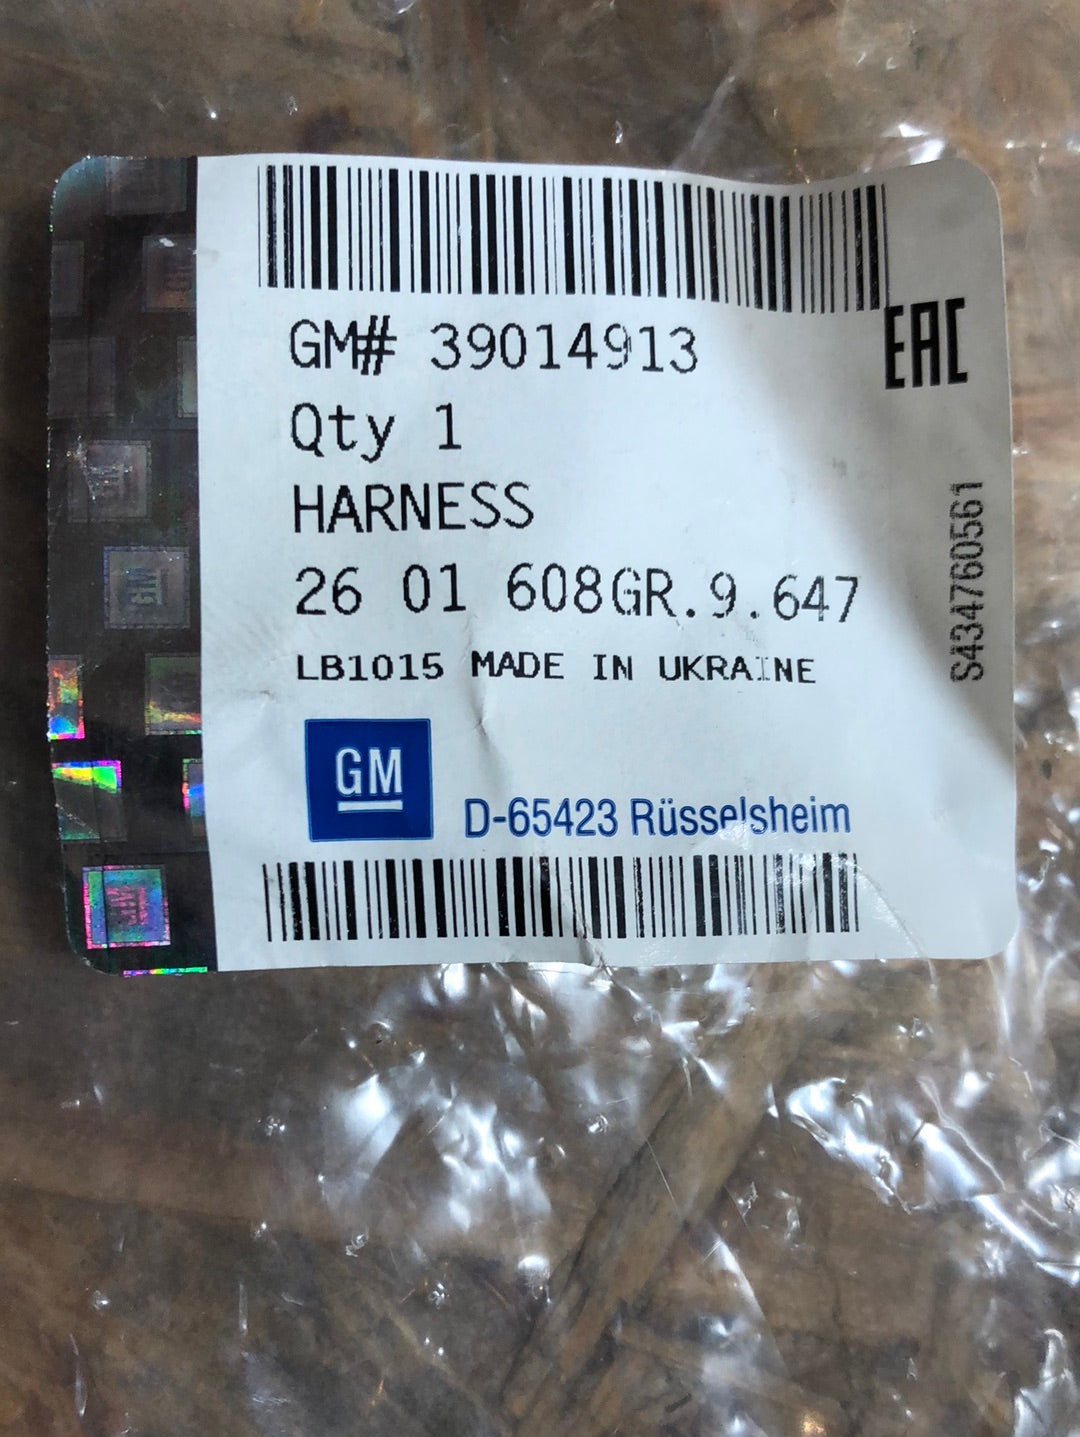 GM# 39014913
EAC
Qty 1
HARNESS
26 01 608GR.9.647
LB1015 MADE IN UKRAINE
S434760561
GM
D-65423 Rüsselsheim